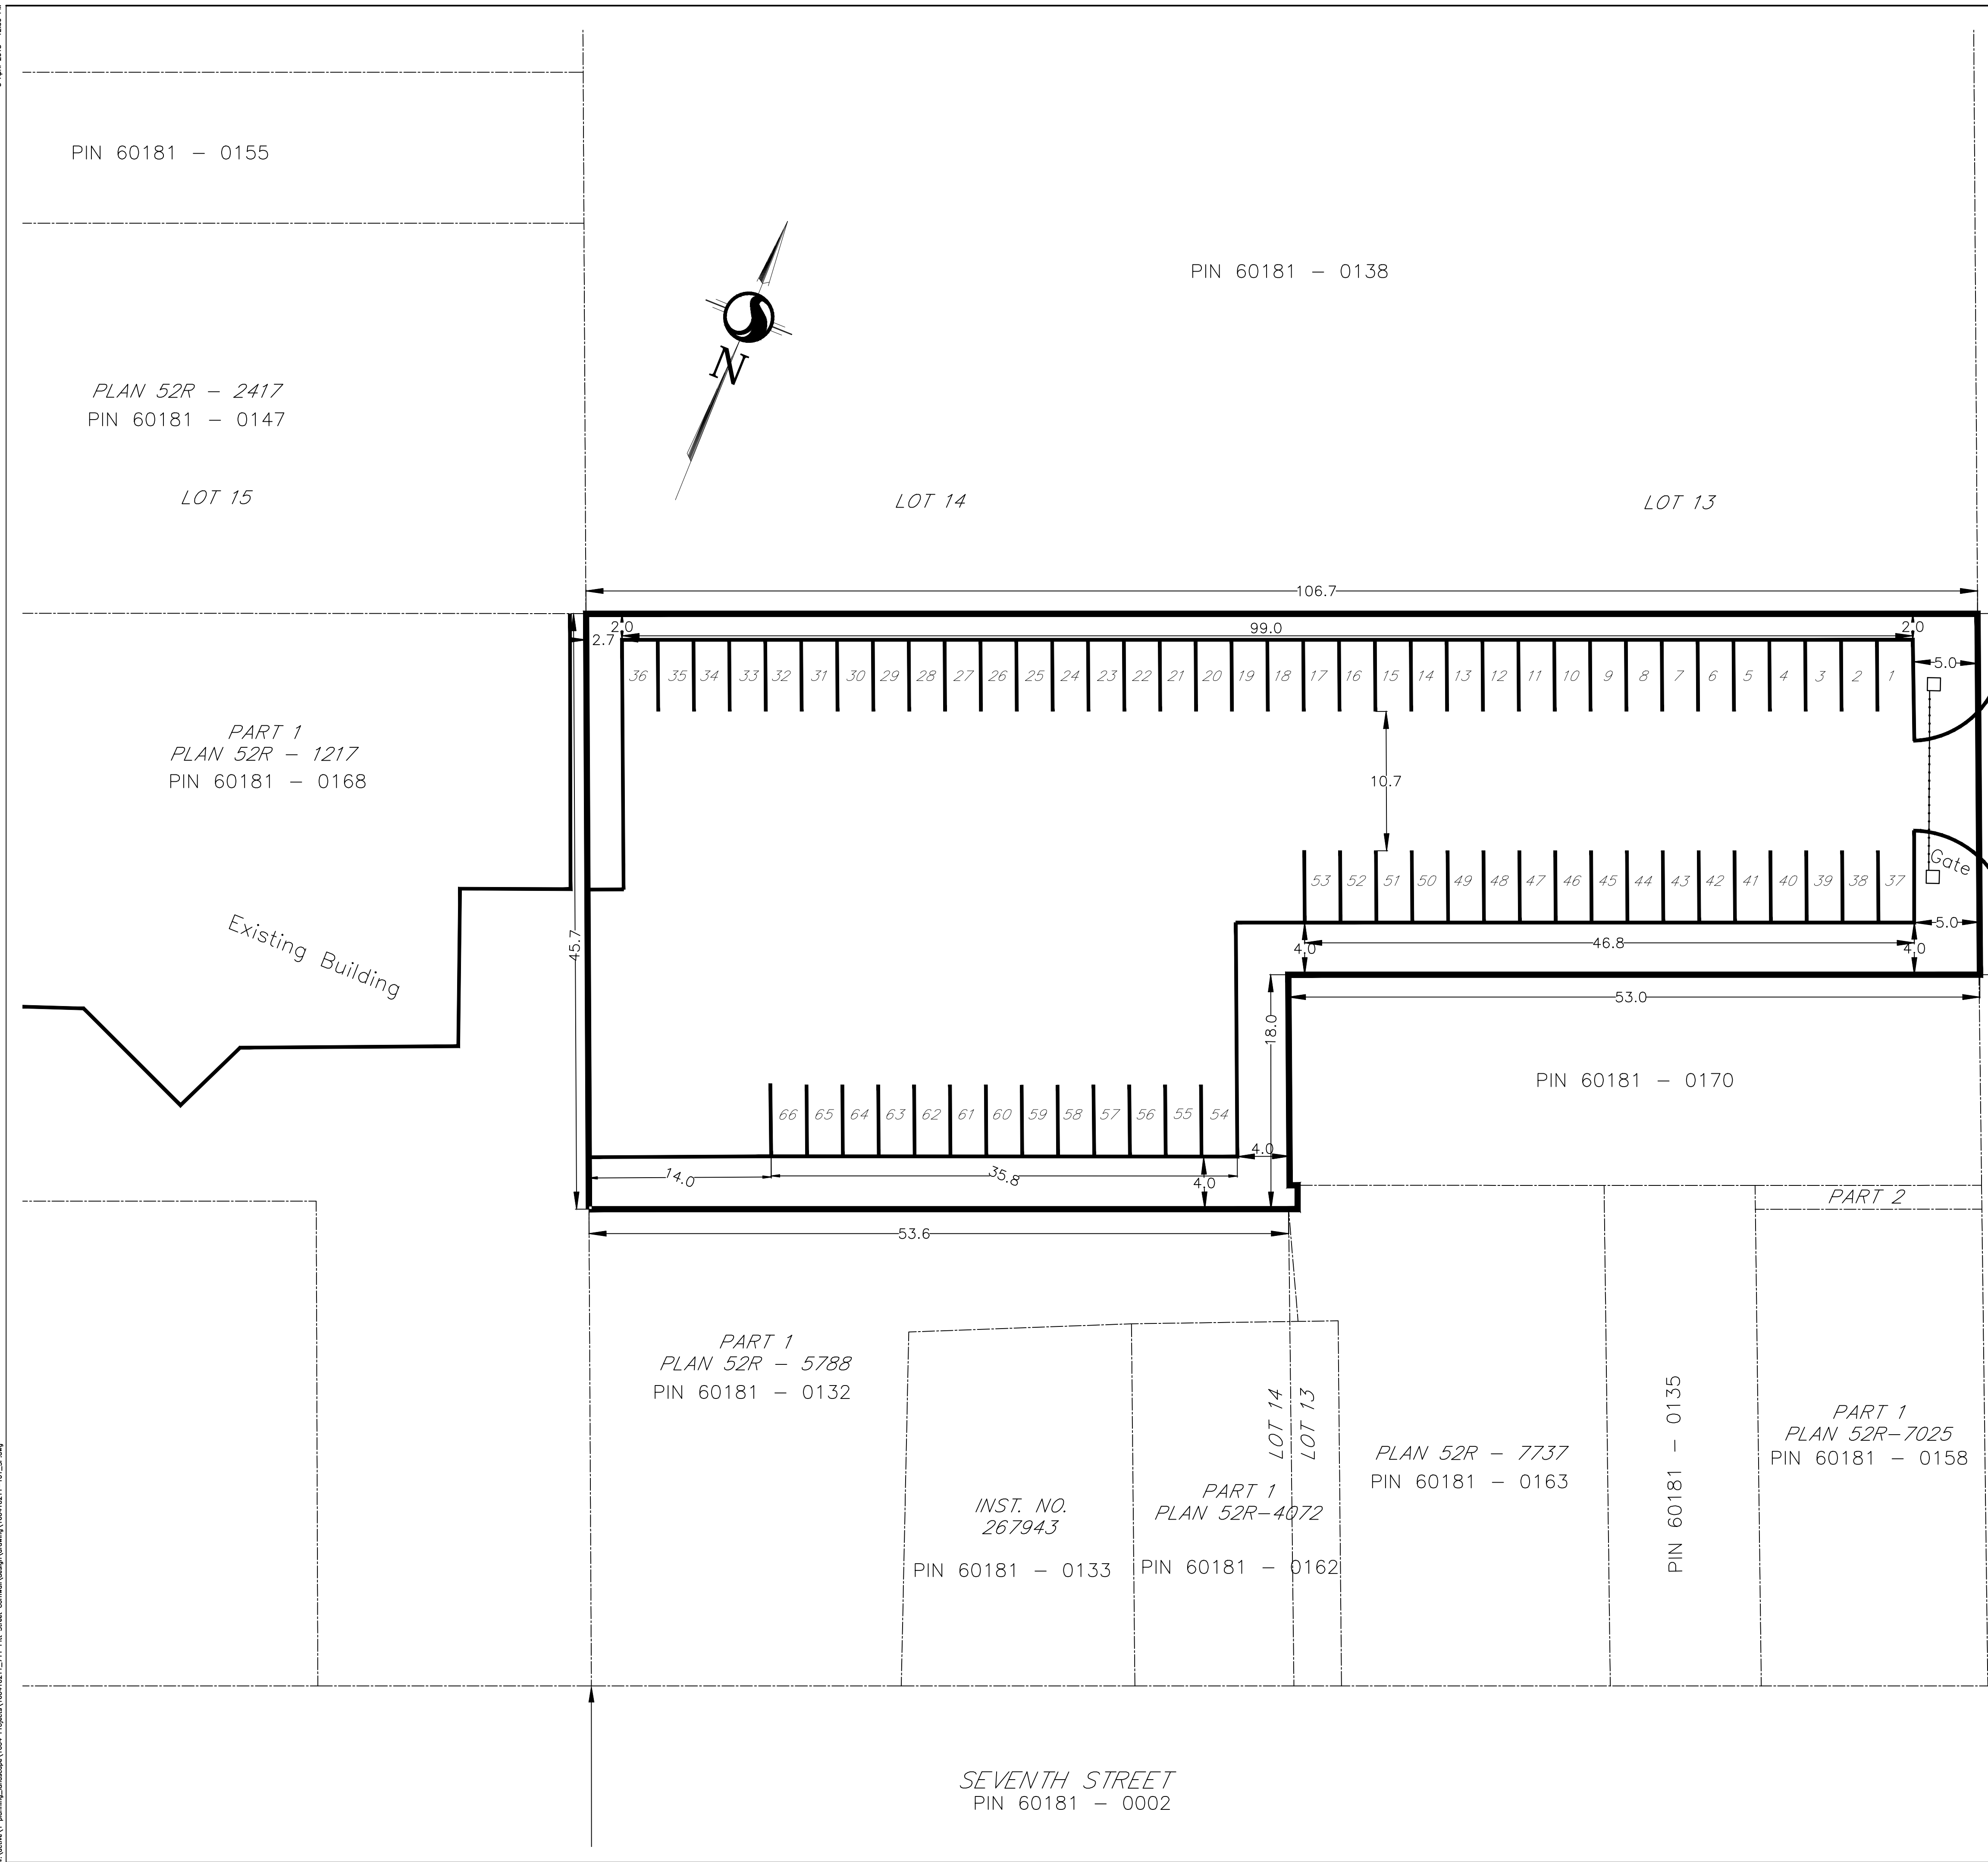 PIN 60181 - 0155
PIN 60181 - 0138
N
PLAN 52R - 2417
PIN 60181 - 0147
LOT 15
LOT 14
LOT 13
106.7
2.0
2.7
99.0
2.0
5.0
36 35 34 33 32 31 30 29 28 27 26 25 24 23 22 21 20 19 18 17 16 15 14 13 12 11 10 9 8 7 6 5 4 3 2 1
PART 1
PLAN 52R - 1217
PIN 60181 - 0168
10.7
Gate
53 52 51 50 49 48 47 46 45 44 43 42 41 40 39 38 37
5.0
Existing Building
45.7
4.0
46.8
4.0
53.0
18.0
PIN 60181 - 0170
66 65 64 63 62 61 60 59 58 57 56 55 54
4.0
14.0
35.8
4.0
PART 2
53.6
PART 1
PLAN 52R - 5788
PIN 60181 - 0132
LOT 14
LOT 13
PLAN 52R - 7737
PIN 60181 - 0163
PIN 60181 - 0135
PART 1
PLAN 52R-7025
PIN 60181 - 0158
INST. NO.
267943
PIN 60181 - 0133
PART 1
PLAN 52R-4072
PIN 60181 - 0162
SEVENTH STREET
PIN 60181 - 0002